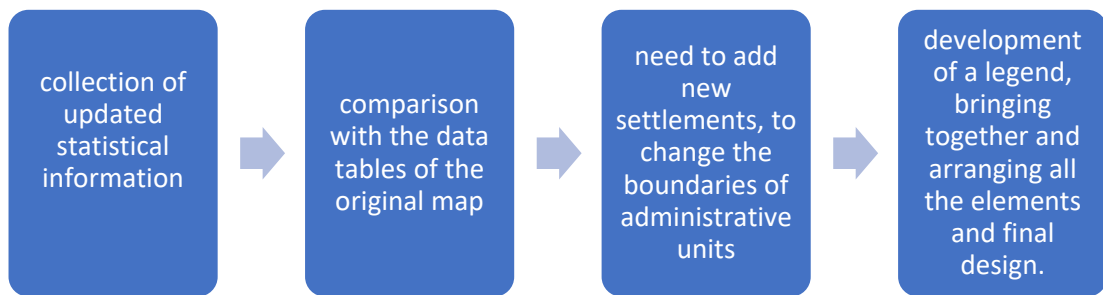 collection of
updated
statistical
information
comparison
with the data
tables of the
original map
need to add
new
settlements, to
change the
boundaries of
administrative
units
development
of a legend,
bringing
together and
arranging all
the elements
and final
design.